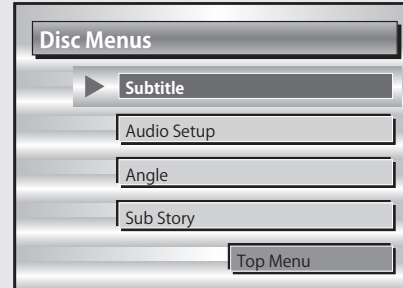 Disc Menus
Subtitle
Audio Setup
Angle
Sub Story
Top Menu